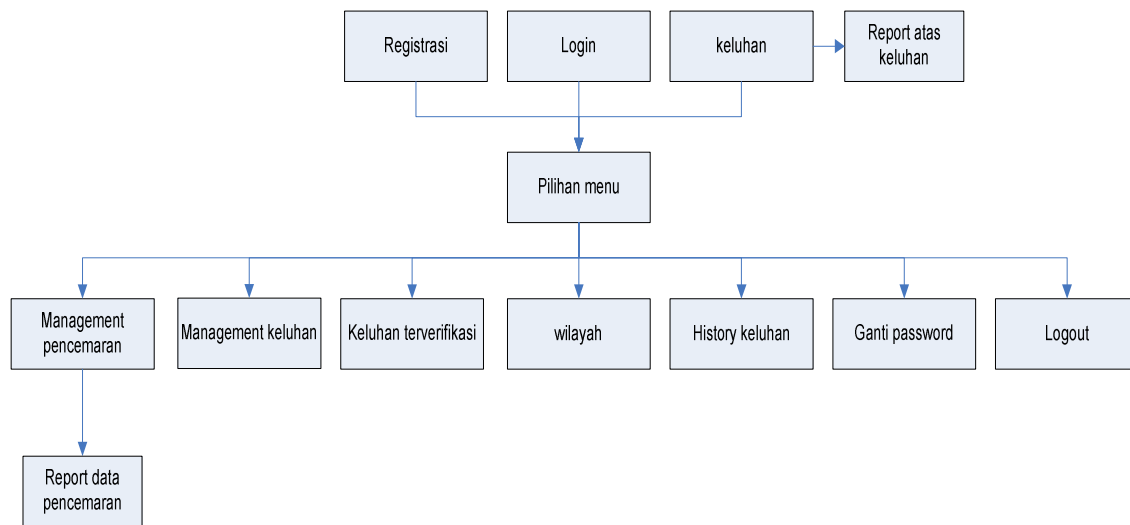 Registrasi
Login
keluhan
Report atas
keluhan
Pilihan menu
Management
pencemaran
Management keluhan
Keluhan terverifikasi
wilayah
History keluhan
Ganti password
Logout
Report data
pencemaran